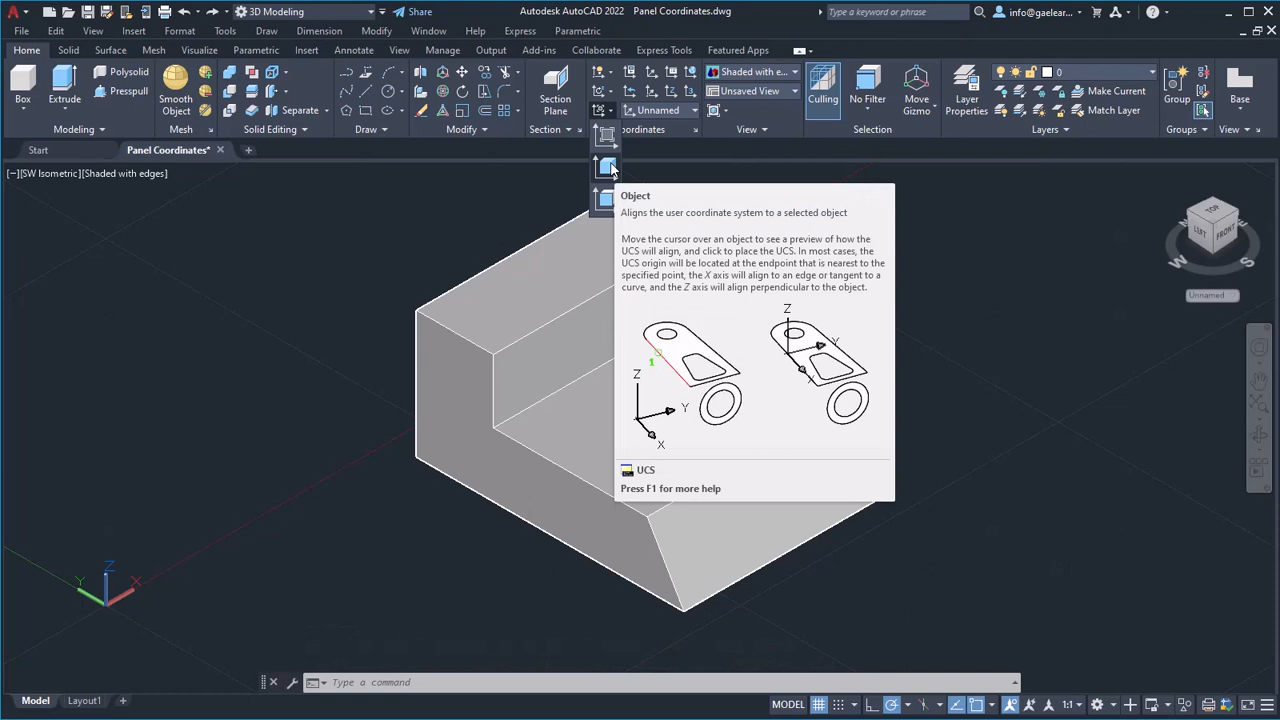 3D Modeling
Share
Autodesk AutoCAD 2022 Panel Coordinates.dwg
Type a keyword or phrase
info@gaelear...
File Edit View Insert Format Tools Draw Dimension Modify Window Help Express Parametric
Home Solid Surface Mesh Visualize Parametric Insert Annotate View Manage Output Add-ins Collaborate Express Tools Featured Apps
Box
Extrude
Polysolid
Presspull
Smooth
Object
Separate
Section
Plane
Unnamed
Shaded with e...
Unsaved View
Culling
No Filter
Move
Gizmo
Layer
Properties
0
Make Current
Match Layer
Group
Base
Modeling Mesh Solid Editing Draw Modify Section ordinates View Selection Layers Groups View
Start Panel Coordinates*
[−][SW Isometric][Shaded with edges]
Object
Aligns the user coordinate system to a selected object
Move the cursor over an object to see a preview of how the
UCS will align, and click to place the UCS. In most cases, the
UCS origin will be located at the endpoint that is nearest to the
specified point, the X axis will align to an edge or tangent to a
curve, and the Z axis will align perpendicular to the object.
1
Z
Y
X
Z
Y
X
UCS
Press F1 for more help
TOP
LEFT
FRONT
W
S
Unnamed
Z
Y
X
Type a command
Model Layout1
MODEL
1:1